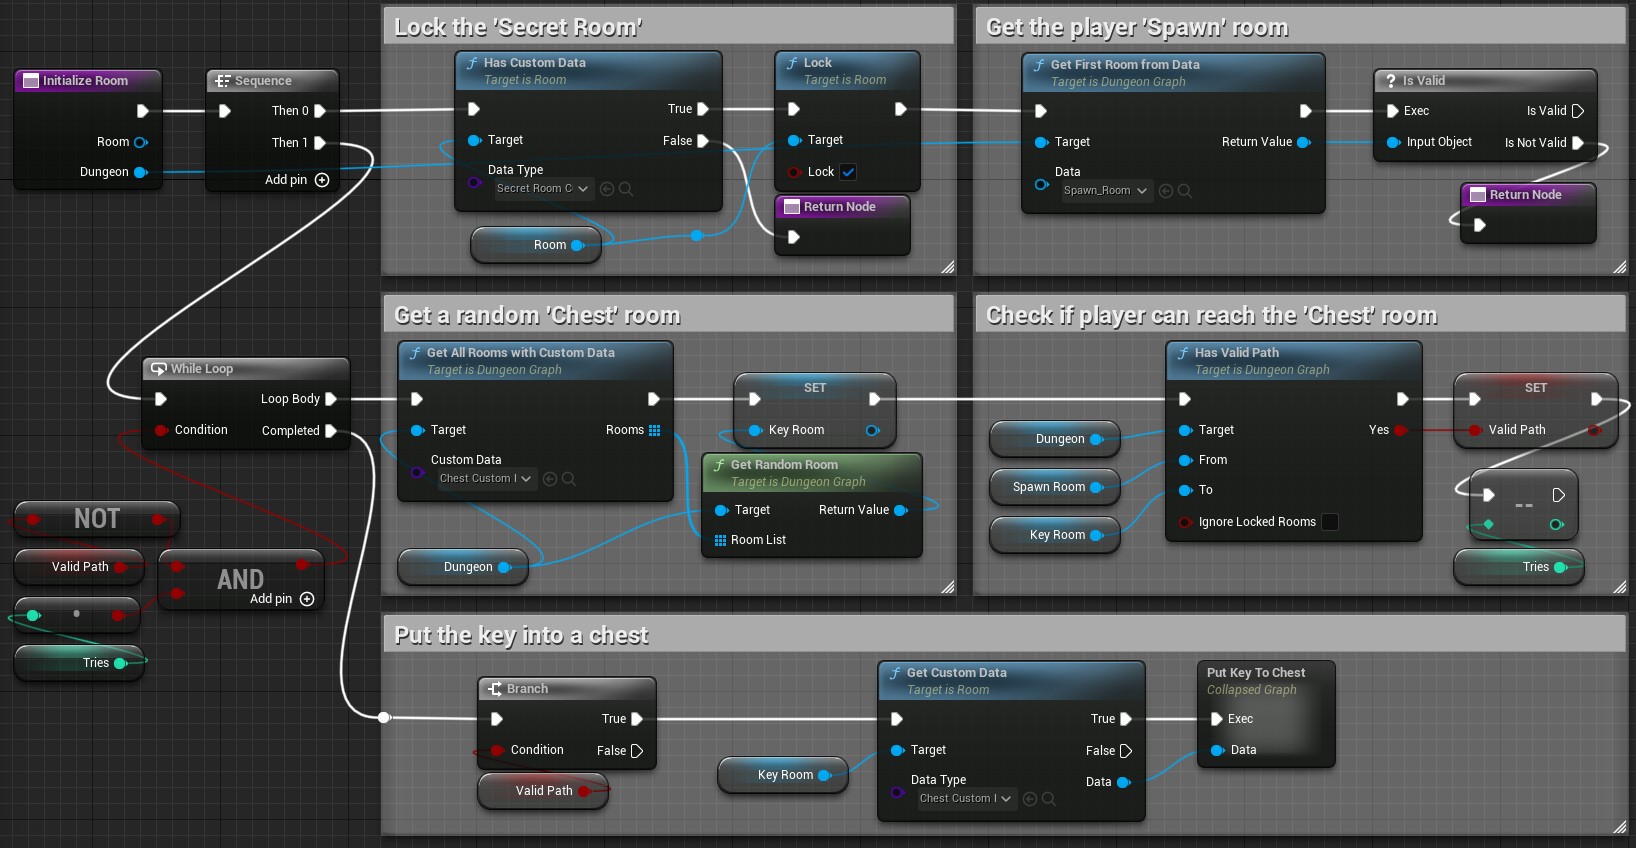 Lock the 'Secret Room'
Initialize Room
Room
Dungeon
Sequence
Then 0
Then 1
Add pin
Has Custom Data
Target is Room
True
Target
False
Data Type
Secret Room C
Room
Lock
Target is Room
Target
Lock
Return Node
Get the player 'Spawn' room
Get First Room from Data
Target is Dungeon Graph
Target
Return Value
Data
Spawn_Room
Is Valid
Exec
Is Valid
Input Object
Is Not Valid
Return Node
While Loop
Loop Body
Condition
Completed
NOT
Valid Path
AND
Add pin
Tries
Get a random 'Chest' room
Get All Rooms with Custom Data
Target is Dungeon Graph
Target
Rooms
Custom Data
Chest Custom I
Dungeon
SET
Key Room
Get Random Room
Target is Dungeon Graph
Target
Return Value
Room List
Check if player can reach the 'Chest' room
Dungeon
Spawn Room
Key Room
Has Valid Path
Target is Dungeon Graph
Target
Yes
From
To
Ignore Locked Rooms
SET
Valid Path
--
Tries
Put the key into a chest
Branch
True
Condition
False
Valid Path
Key Room
Get Custom Data
Target is Room
True
Target
False
Data Type
Data
Chest Custom I
Put Key To Chest
Collapsed Graph
Exec
Data